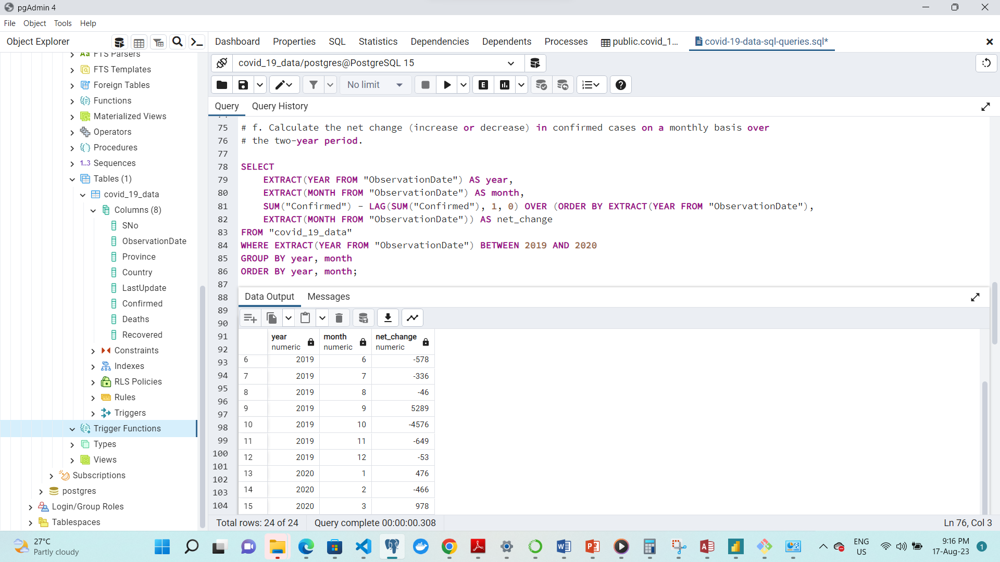 pgAdmin 4
File Object Tools Help
Object Explorer
Dashboard Properties SQL Statistics Dependencies Dependents Processes public.covid_1... covid-19-data-sql-queries.sql*
FTS Parsers
FTS Templates
Foreign Tables
Functions
Materialized Views
Operators
Procedures
1..3 Sequences
Tables (1)
covid_19_data
Columns (8)
SNo
ObservationDate
Province
Country
LastUpdate
Confirmed
Deaths
Recovered
Constraints
Indexes
RLS Policies
Rules
Triggers
Trigger Functions
Types
Views
Subscriptions
postgres
Login/Group Roles
Tablespaces
covid_19_data/postgres@PostgreSQL 15
No limit
E
Query Query History
75 # f. Calculate the net change (increase or decrease) in confirmed cases on a monthly basis over
76 # the two-year period.
77
78 SELECT
79 EXTRACT(YEAR FROM "ObservationDate") AS year,
80 EXTRACT(MONTH FROM "ObservationDate") AS month,
81 SUM("Confirmed") - LAG(SUM("Confirmed"), 1, 0) OVER (ORDER BY EXTRACT(YEAR FROM "ObservationDate"),
82 EXTRACT(MONTH FROM "ObservationDate")) AS net_change
83 FROM "covid_19_data"
84 WHERE EXTRACT(YEAR FROM "ObservationDate") BETWEEN 2019 AND 2020
85 GROUP BY year, month
86 ORDER BY year, month;
87
88
89
90
91
92
93
94
95
96
97
98
99
100
101
102
103
104
Data Output Messages
year month net_change
numeric numeric numeric
6 2019 6 -578
7 2019 7 -336
8 2019 8 -46
9 2019 9 5289
10 2019 10 -4576
11 2019 11 -649
12 2019 12 -53
13 2020 1 476
14 2020 2 -466
15 2020 3 978
Total rows: 24 of 24 Query complete 00:00:00.308 Ln 76, Col 3
27°C
Partly cloudy
ENG
US
9:16 PM
17-Aug-23
1